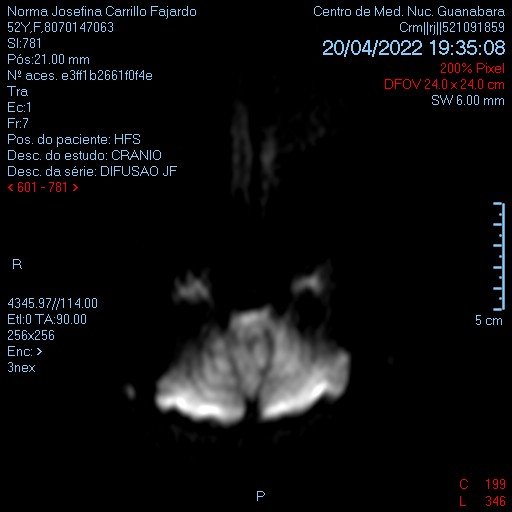 Norma Josefina Carrillo Fajardo
52Y,F,8070147063
Sl:781
Pós:21.00 mm
Nº aces. e3ff1b2661f0f4e
Tra
Ec:1
Fr:7
Pos. do paciente: HFS
Desc. do estudo: CRANIO
Desc. da série: DIFUSAO JF
< 601 - 781 >
Centro de Med. Nuc. Guanabara
Crm||rj||521091859
20/04/2022 19:35:08
200% Pixel
DFOV 24.0 x 24.0 cm
SW 6.00 mm
R
5 cm
4345.97//114.00
Etl:0 TA:90.00
256x256
Enc: >
3nex
P
C 199
L 346